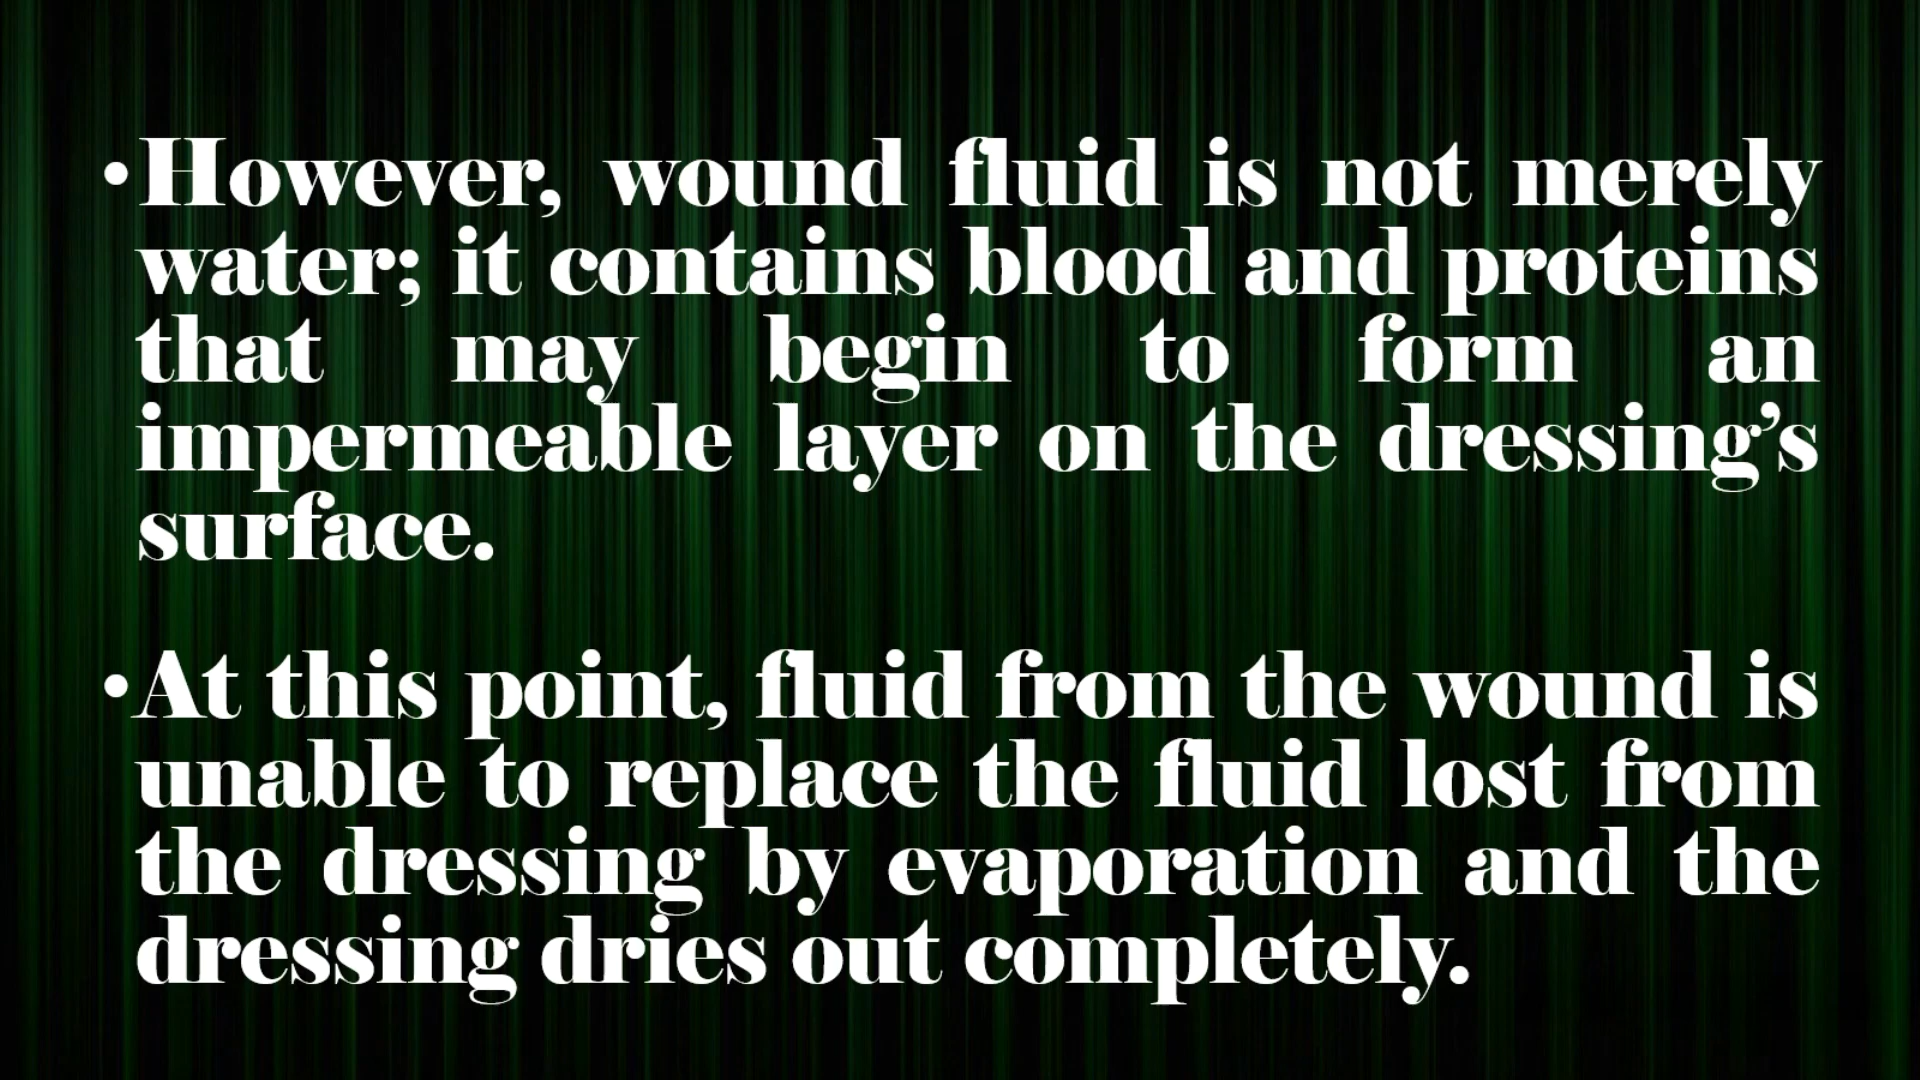 •However, wound fluid is not merely
water; it contains blood and proteins
that may begin to form an
impermeable layer on the dressing’s
surface.
•At this point, fluid from the wound is
unable to replace the fluid lost from
the dressing by evaporation and the
dressing dries out completely.